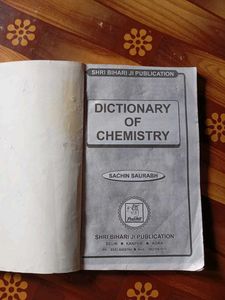 SHRI BIHARI JI PUBLICATION
DICTIONARY
OF
CHEMISTRY
SACHIN SAURABH
SHRI BIHARI JI PUBLICATION
DELHI ★ KANPUR ★ AGRA